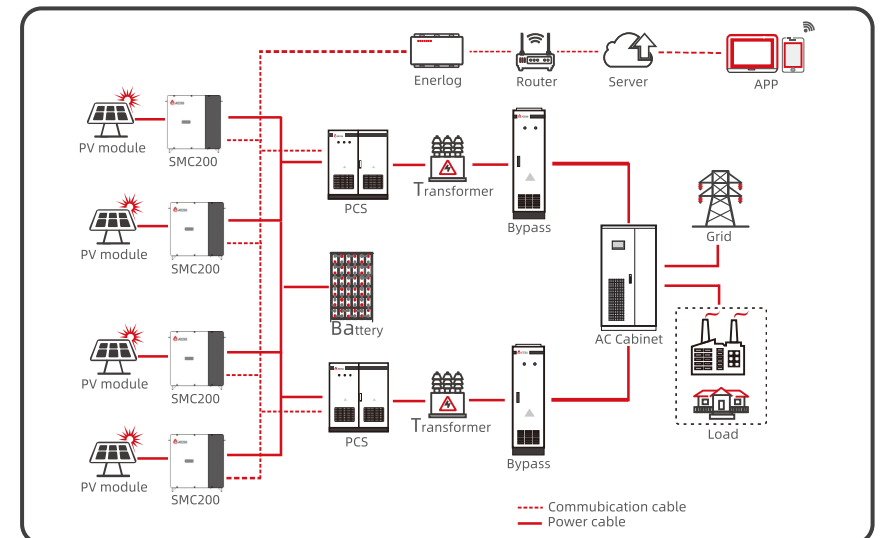 Enerlog
Router
Server
APP
PV module
SMC200
PCS
Transformer
Bypass
PV module
SMC200
Grid
Battery
AC Cabinet
PV module
SMC200
PCS
Transformer
Bypass
Load
PV module
SMC200
Commubication cable
Power cable